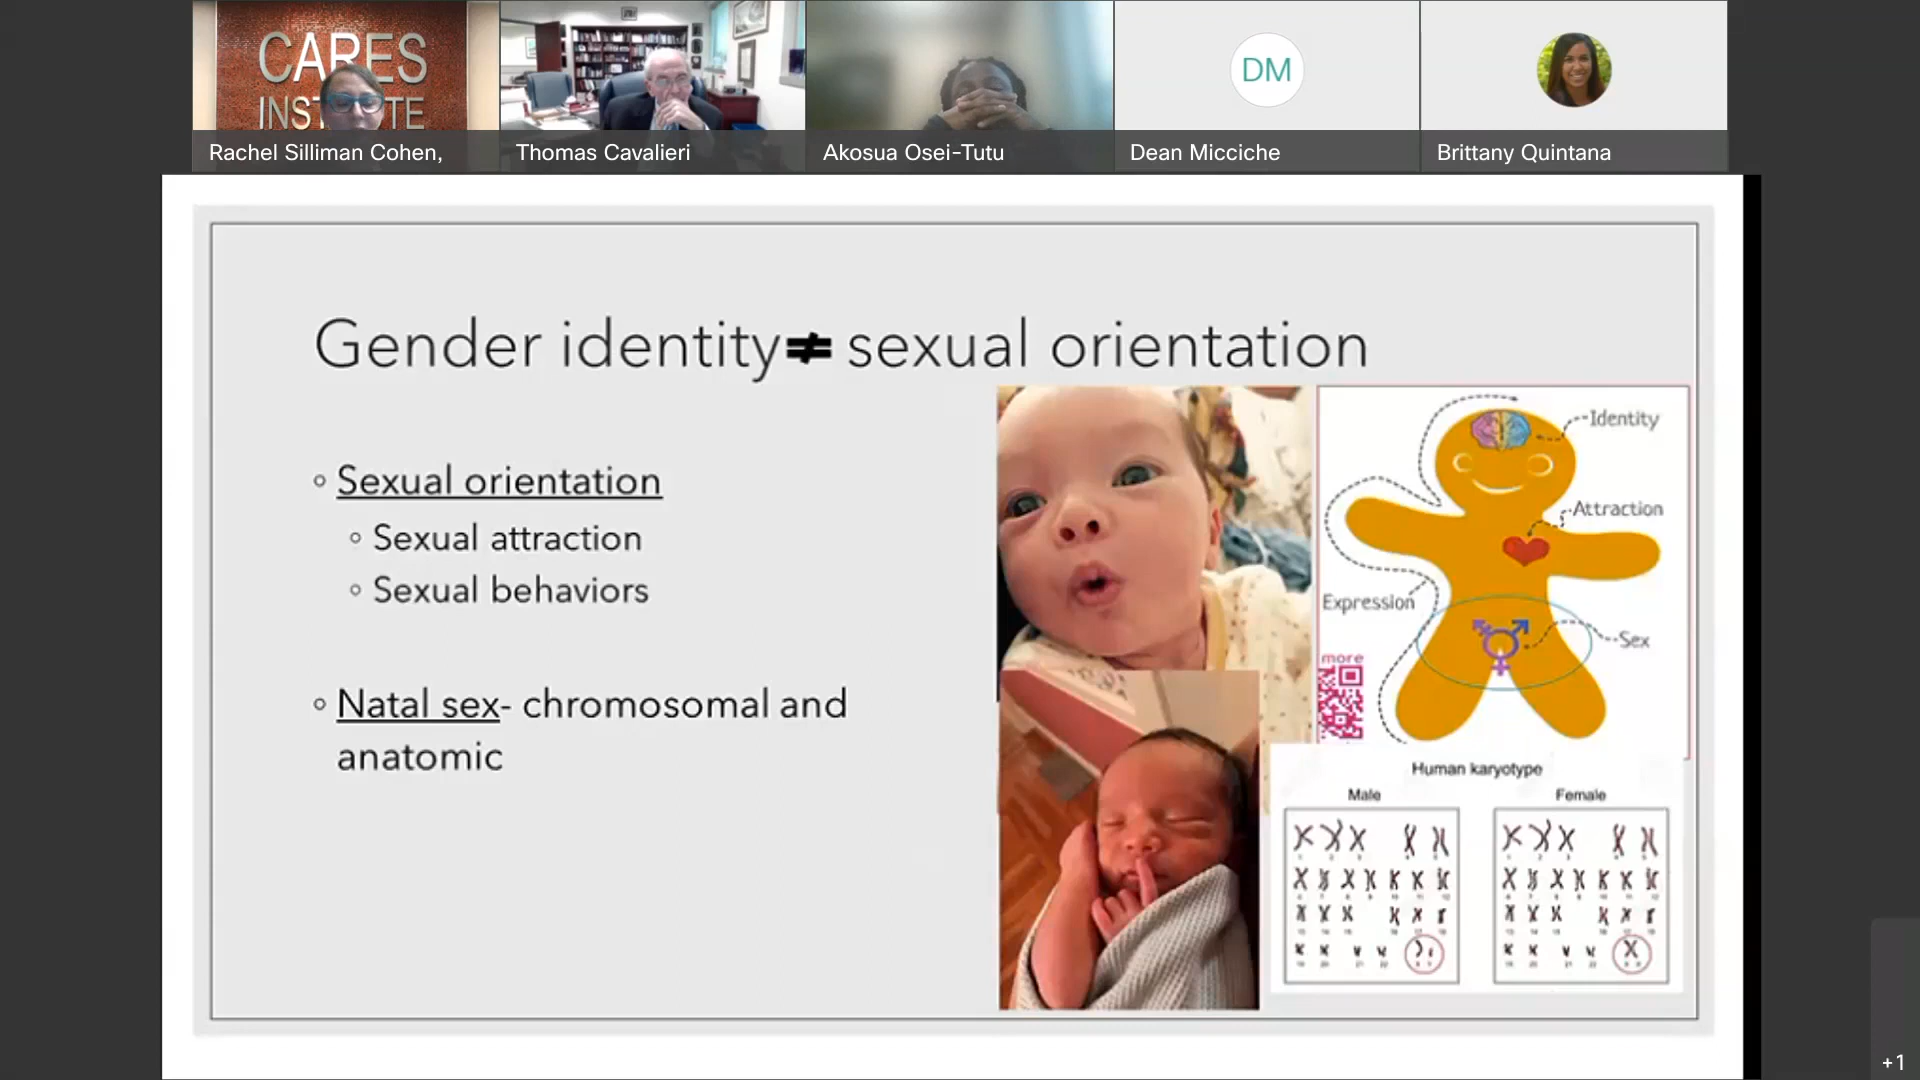 CARES
INSTITUTE
Rachel Silliman Cohen,
Thomas Cavalieri
Akosua Osei-Tutu
DM
Dean Micciche
Brittany Quintana
Gender identity≠ sexual orientation
◦ Sexual orientation
◦ Sexual attraction
◦ Sexual behaviors
◦ Natal sex- chromosomal and
anatomic
Identity
Attraction
Expression
Sex
more
Human karyotype
Male
Female
+1